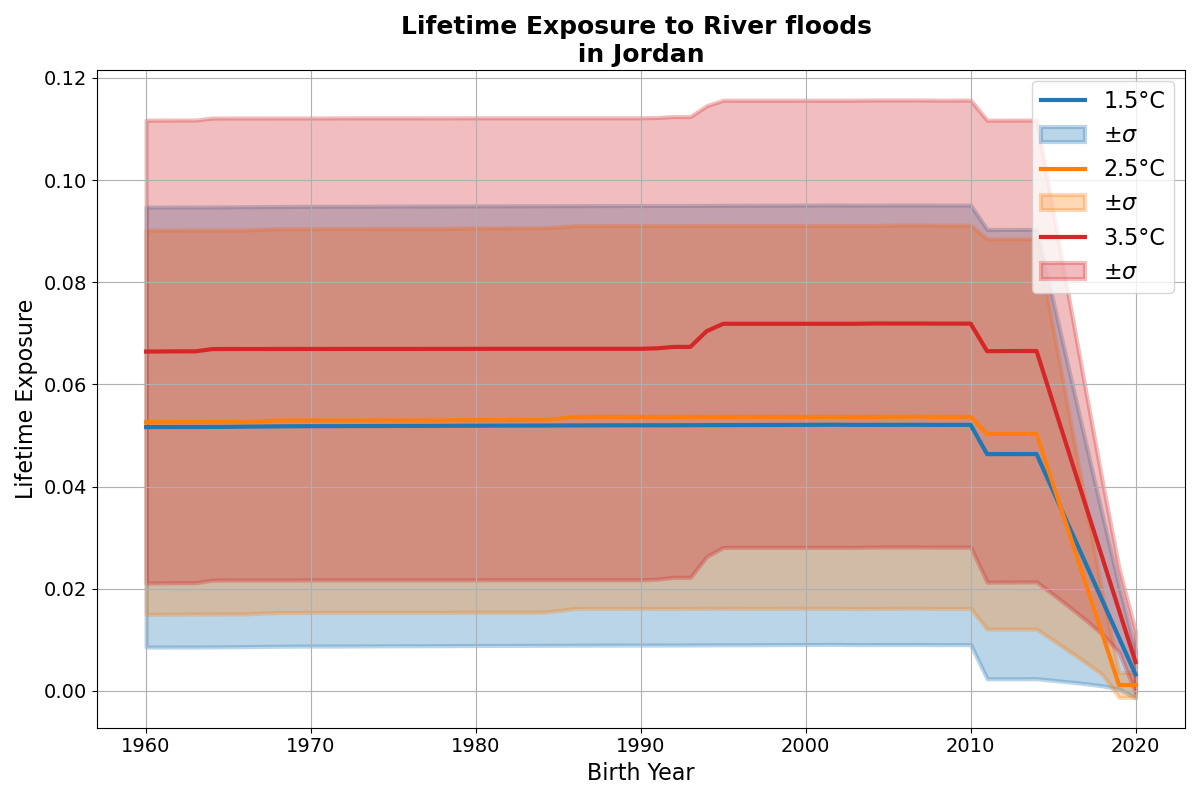 Lifetime Exposure to River floods
in Jordan
0.12
0.10
0.08
0.06
0.04
0.02
0.00
Lifetime Exposure
1.5°C
±σ
2.5°C
±σ
3.5°C
±σ
1960
1970
1980
1990
2000
2010
2020
Birth Year